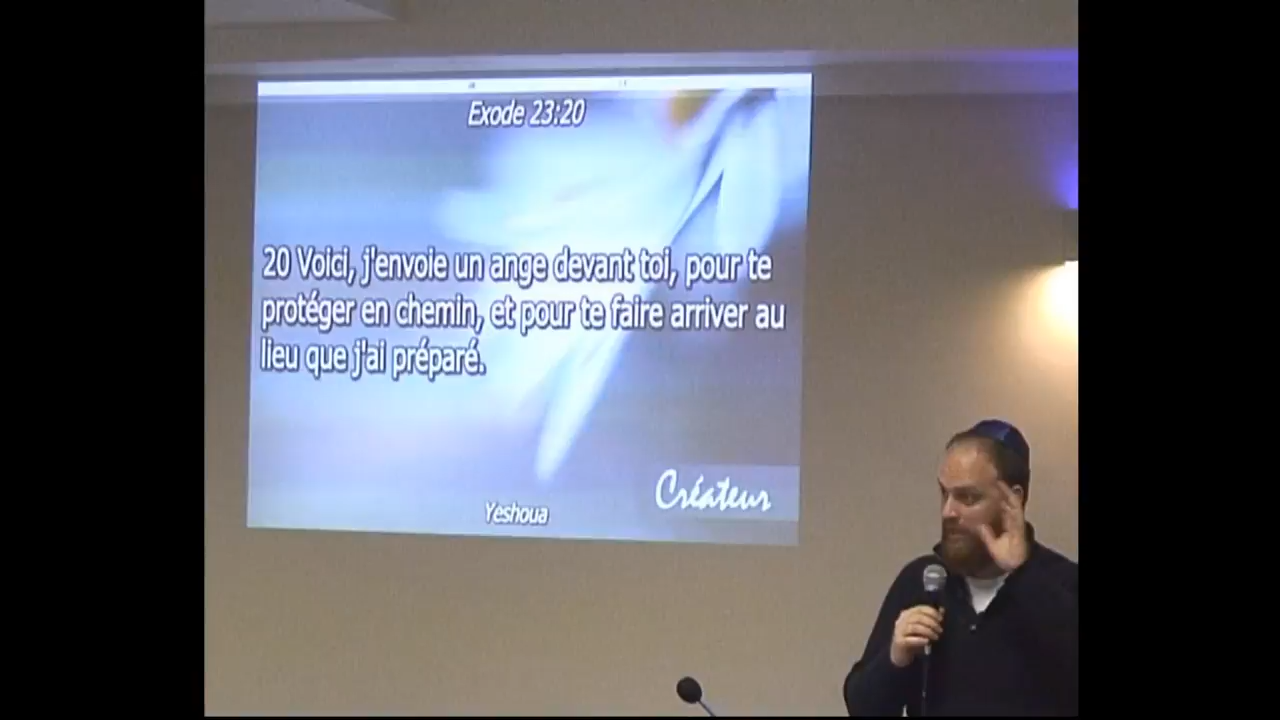 Exode 23:20
20 Voici, j'envoie un ange devant toi, pour te
protéger en chemin, et pour te faire arriver au
lieu que j'ai préparé.
Créateur
Yeshoua